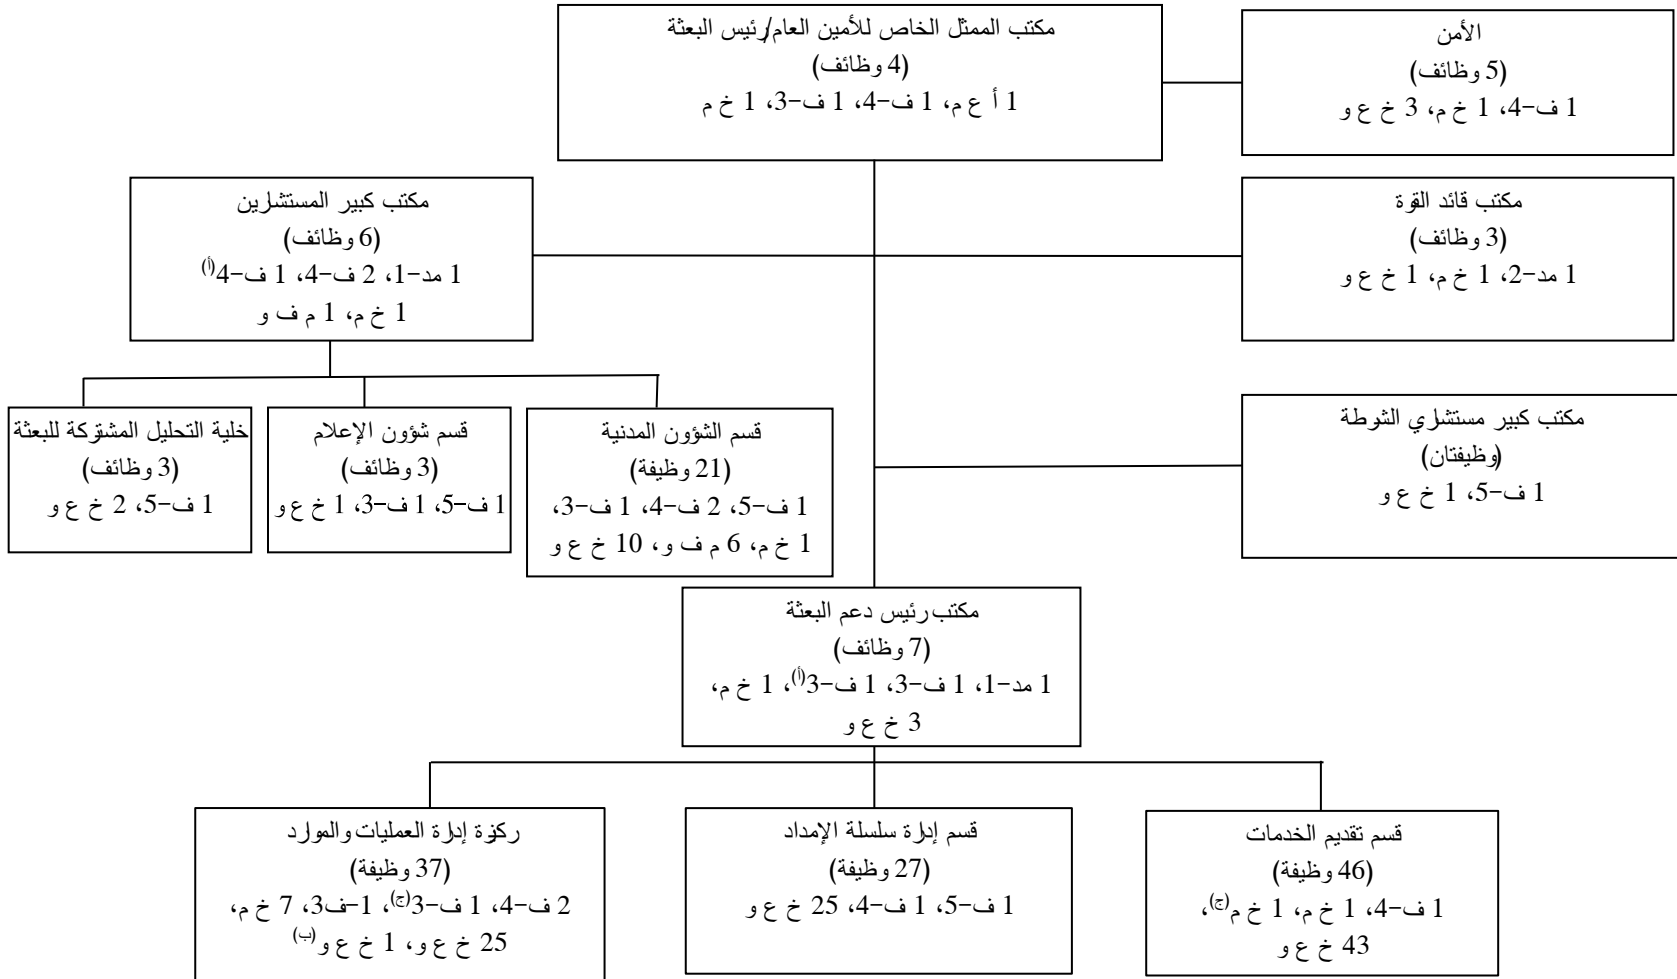 مكتب الممثل الخاص للأمين العام/رئيس البعثة
(4 وظائف)
1 أ ع م، 1 ف-4، 1 ف-3، 1 خ م
الأمن
(5 وظائف)
1 ف-4، 1 خ م، 3 خ ع و
مكتب كبير المستشارين
(6 وظائف)
1 مد-1، 2 ف-4، 1 ف-4(أ)
1 خ م، 1 م ف و
مكتب قائد القوة
(3 وظائف)
1 مد-2، 1 خ م، 1 خ ع و
مكتب كبير مستشاري الشرطة
(وظيفتان)
1 ف-5، 1 خ ع و
قسم الشؤون المدنية
(21 وظيفة)
1 ف-5، 2 ف-4، 1 ف-3،
1 خ م، 6 م ف و، 10 خ ع و
قسم شؤون الإعلام
(3 وظائف)
1 ف-5، 1 ف-3، 1 خ ع و
خلية التحليل المشتركة للبعثة
(3 وظائف)
1 ف-5، 2 خ ع و
مكتب رئيس دعم البعثة
(7 وظائف)
1 مد-1، 1 ف-3، 1 ف-3(أ)، 1 خ م،
3 خ ع و
قسم تقديم الخدمات
(46 وظيفة)
1 ف-4، 1 خ م، 1 خ م(ج)،
43 خ ع و
قسم إدارة سلسلة الإمداد
(27 وظيفة)
1 ف-5، 1 ف-4، 25 خ ع و
ركيزة إدارة العمليات والموارد
(37 وظيفة)
2 ف-4، 1 ف-3(ج)، 1-ف3، 7 خ م،
25 خ ع و، 1 خ ع و(ب)